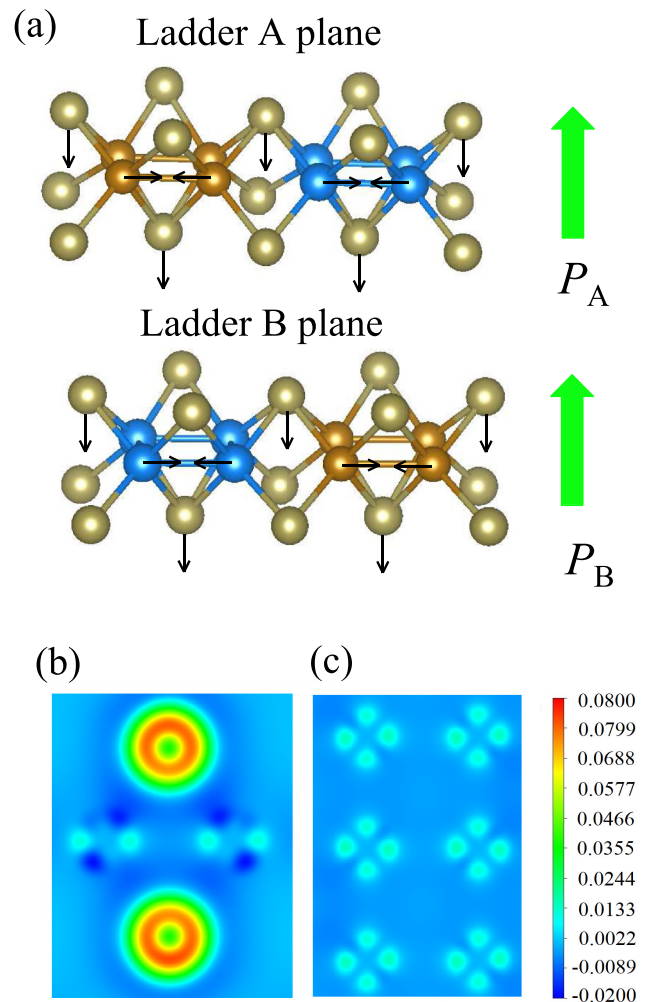 (a)
Ladder A plane
P_A
Ladder B plane
P_B
(b)
(c)
0.0800
0.0799
0.0688
0.0577
0.0466
0.0355
0.0244
0.0133
0.0022
-0.0089
-0.0200